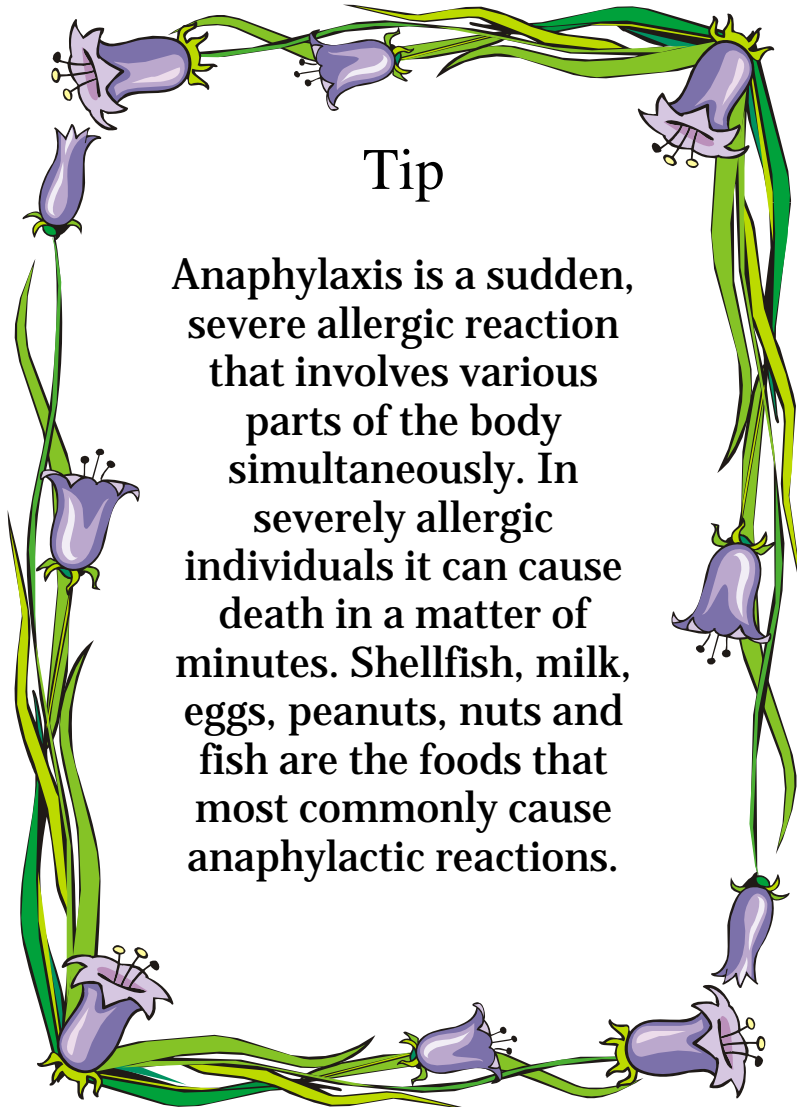 Tip
Anaphylaxis is a sudden,
severe allergic reaction
that involves various
parts of the body
simultaneously. In
severely allergic
individuals it can cause
death in a matter of
minutes. Shellfish, milk,
eggs, peanuts, nuts and
fish are the foods that
most commonly cause
anaphylactic reactions.